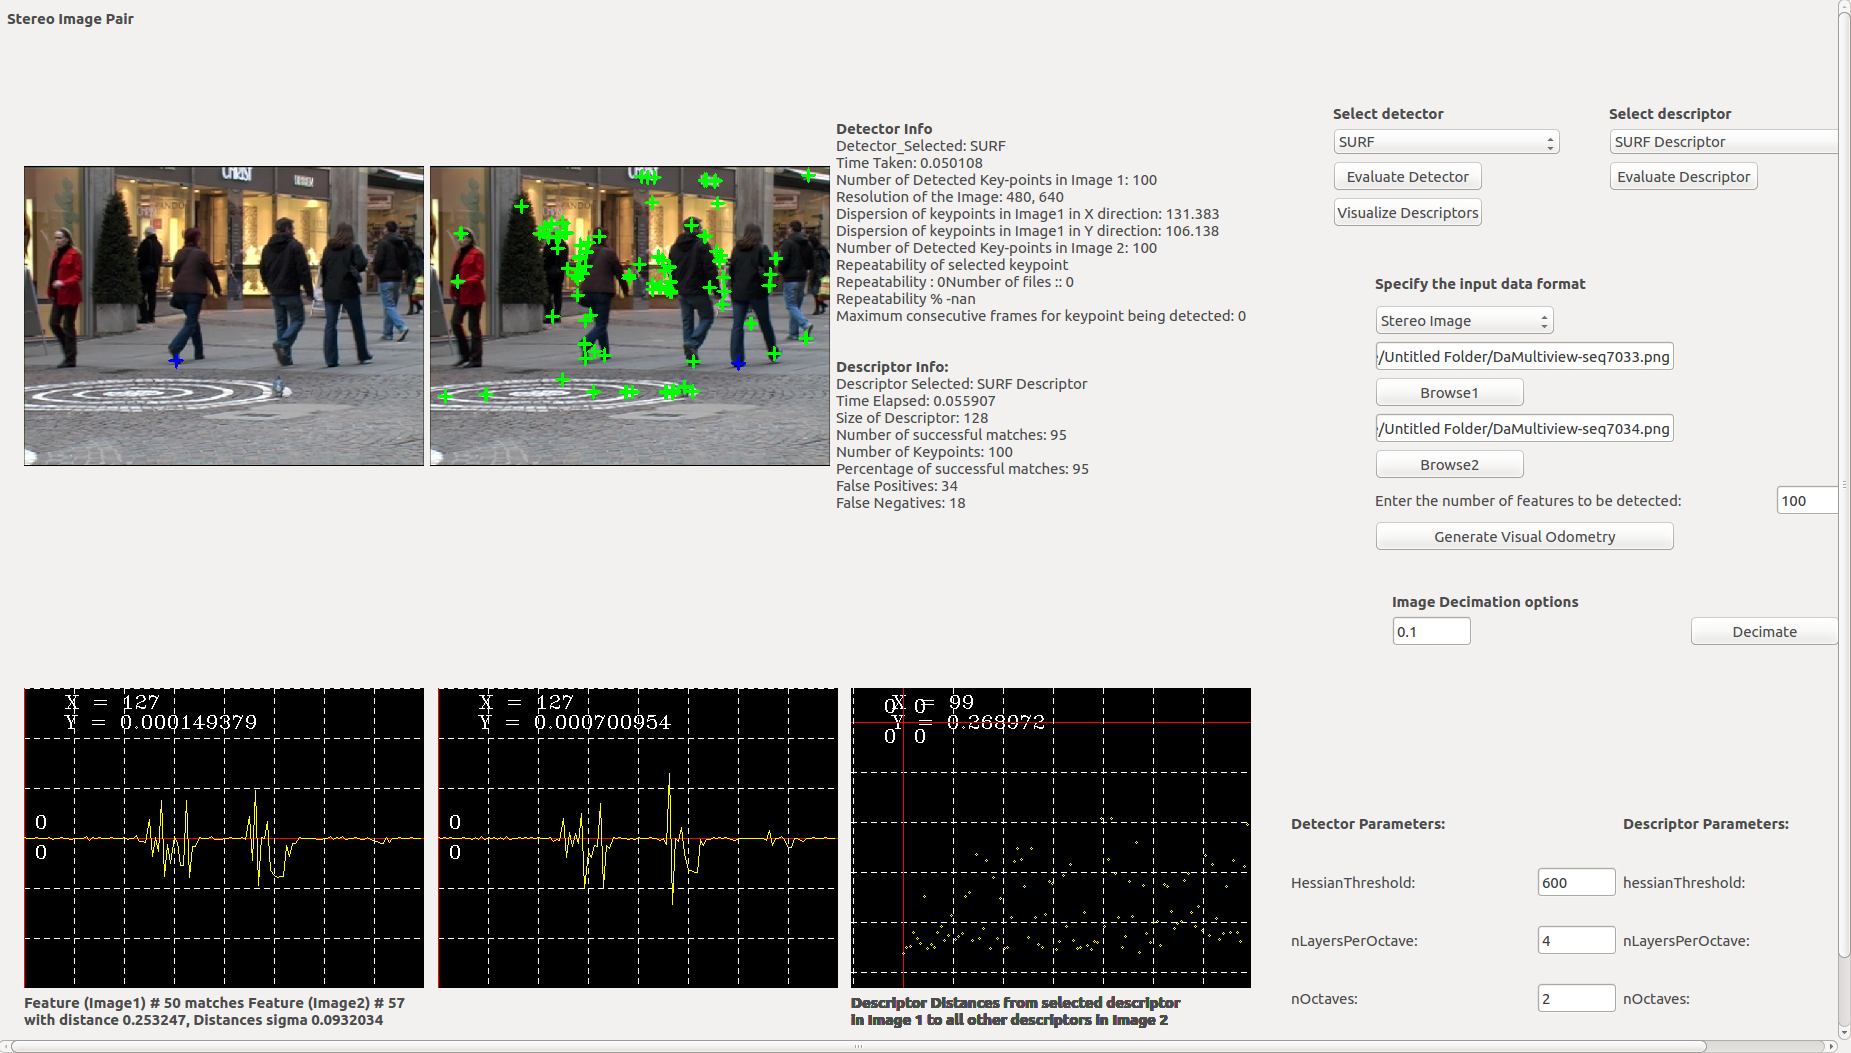 Stereo Image Pair
CHRIST
Detector Info
Detector_Selected: SURF
Time Taken: 0.050108
Number of Detected Key-points in Image 1: 100
Resolution of the Image: 480, 640
Dispersion of keypoints in Image1 in X direction: 131.383
Dispersion of keypoints in Image1 in Y direction: 106.138
Number of Detected Key-points in Image 2: 100
Repeatability of selected keypoint
Repeatability : 0Number of files :: 0
Repeatability % -nan
Maximum consecutive frames for keypoint being detected: 0
Descriptor Info:
Descriptor Selected: SURF Descriptor
Time Elapsed: 0.055907
Size of Descriptor: 128
Number of successful matches: 95
Number of Keypoints: 100
Percentage of successful matches: 95
False Positives: 34
False Negatives: 18
Select detector
SURF
Evaluate Detector
Visualize Descriptors
Select descriptor
SURF Descriptor
Evaluate Descriptor
Specify the input data format
Stereo Image
/Untitled Folder/DaMultiview-seq7033.png
Browse1
/Untitled Folder/DaMultiview-seq7034.png
Browse2
Enter the number of features to be detected:
100
Generate Visual Odometry
Image Decimation options
0.1
Decimate
X = 127
Y = 0.000149379
0
0
X = 127
Y = 0.000700954
0
0
X = 99
0 0
Y = 0.268972
0 0
Feature (Image1) # 50 matches Feature (Image2) # 57
with distance 0.253247, Distances sigma 0.0932034
Descriptor Distances from selected descriptor
in Image 1 to all other descriptors in Image 2
Detector Parameters:
Descriptor Parameters:
HessianThreshold:
600
hessianThreshold:
nLayersPerOctave:
4
nLayersPerOctave:
nOctaves:
2
nOctaves: